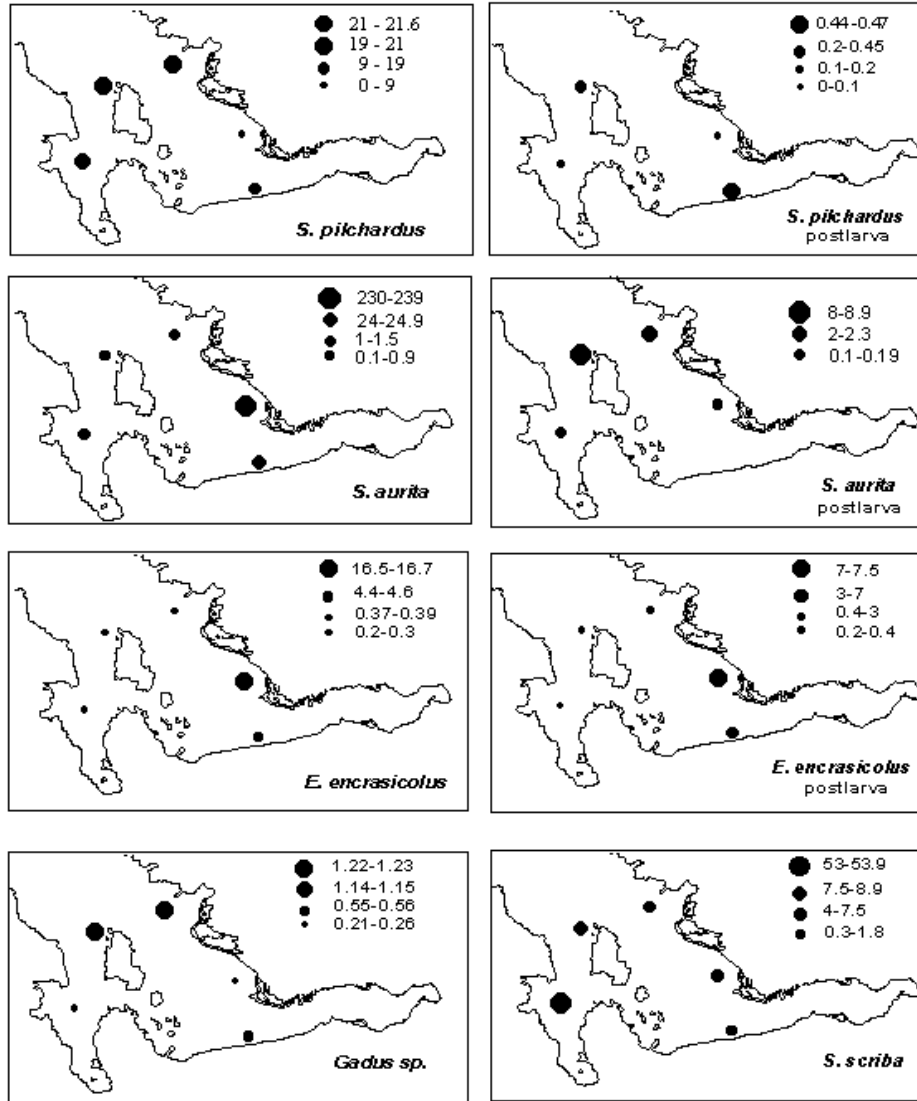 21 - 21.6
19 - 21
9 - 19
0 - 9
S. pilchardus
0.44-0.47
0.2-0.45
0.1-0.2
0-0.1
S. pilchardus
postlarva
230-239
24-24.9
1-1.5
0.1-0.9
S. aurita
8-8.9
2-2.3
0.1-0.19
S. aurita
postlarva
16.5-16.7
4.4-4.6
0.37-0.39
0.2-0.3
E. encrasicolus
7-7.5
3-7
0.4-3
0.2-0.4
E. encrasicolus
postlarva
1.22-1.23
1.14-1.15
0.55-0.56
0.21-0.26
Gadus sp.
53-53.9
7.5-8.9
4-7.5
0.3-1.8
S. scriba